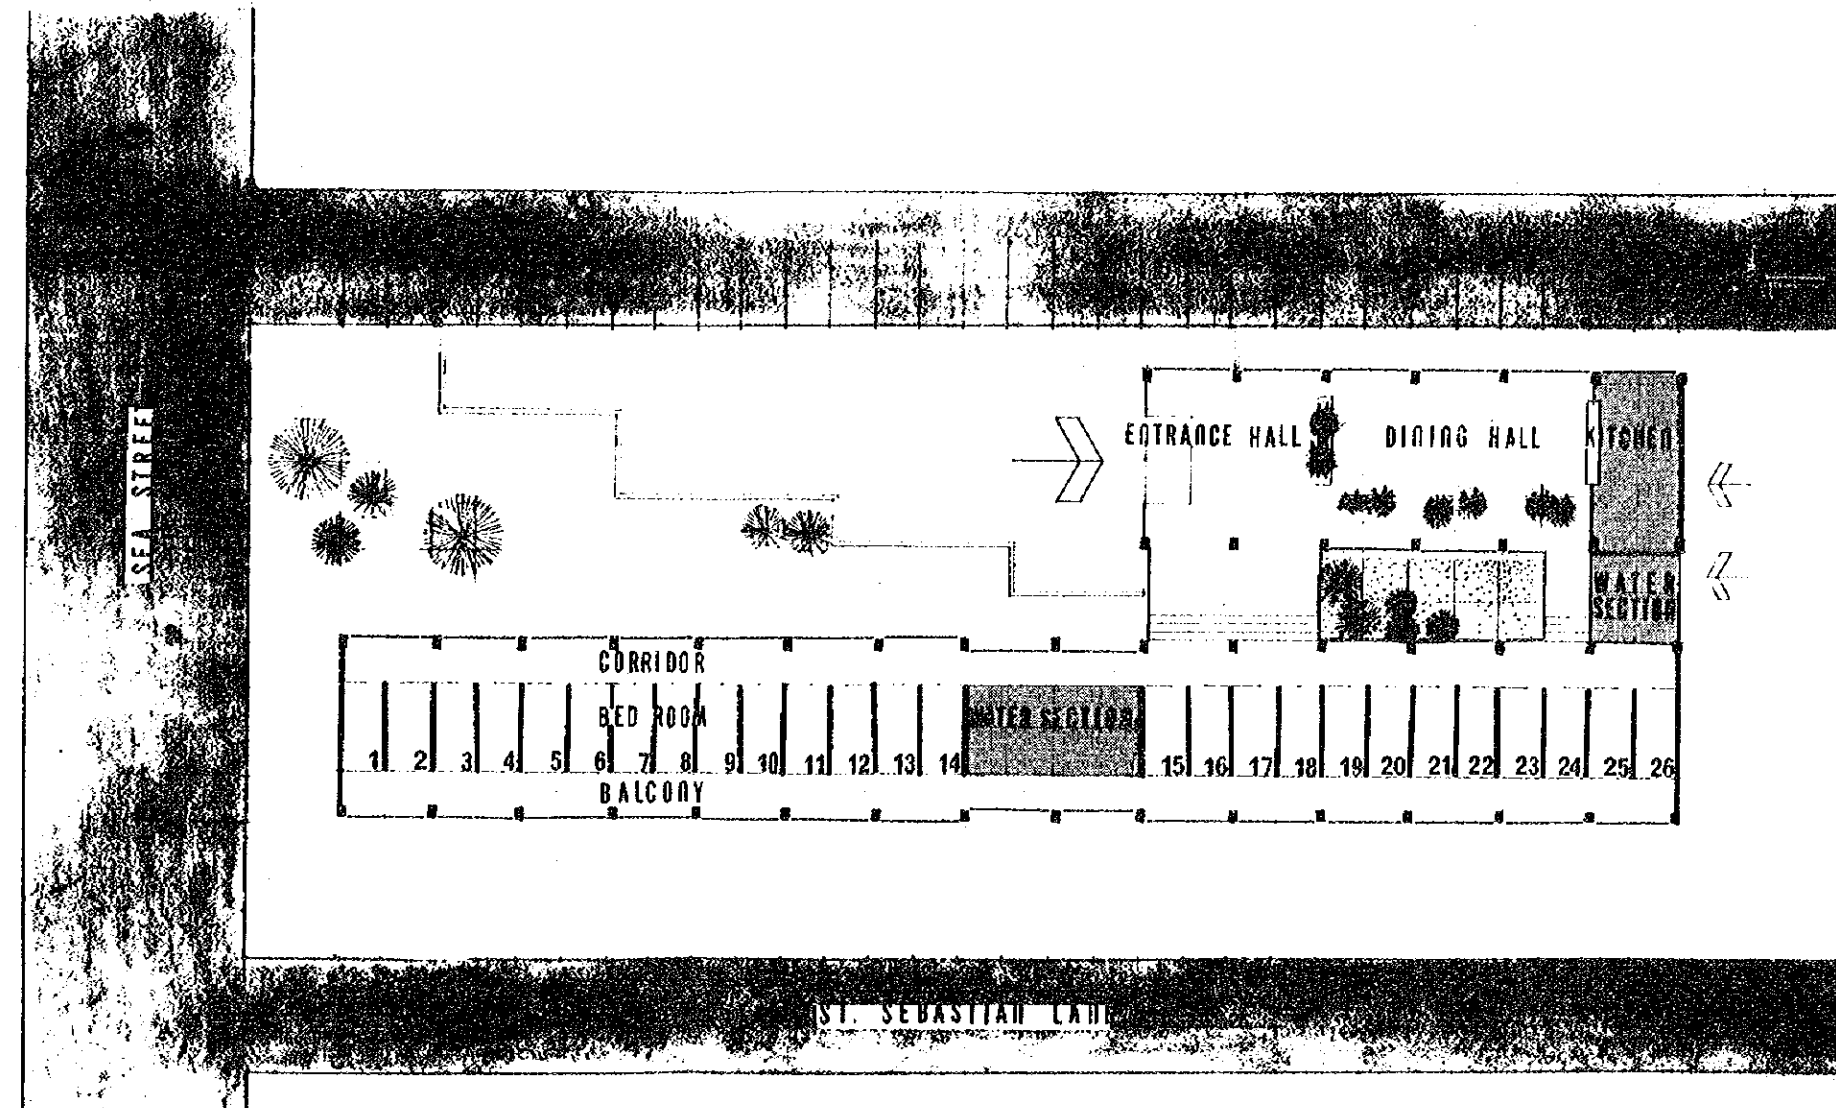 SEA STREET
ENTRANCE HALL
DINING HALL
KITCHEN
WATER
SECTION
CORRIDOR
BED ROOM
WATER SECTION
1 2 3 4 5 6 7 8 9 10 11 12 13 14 15 16 17 18 19 20 21 22 23 24 25 26
BALCONY
ST. SEBASTIAN LANE